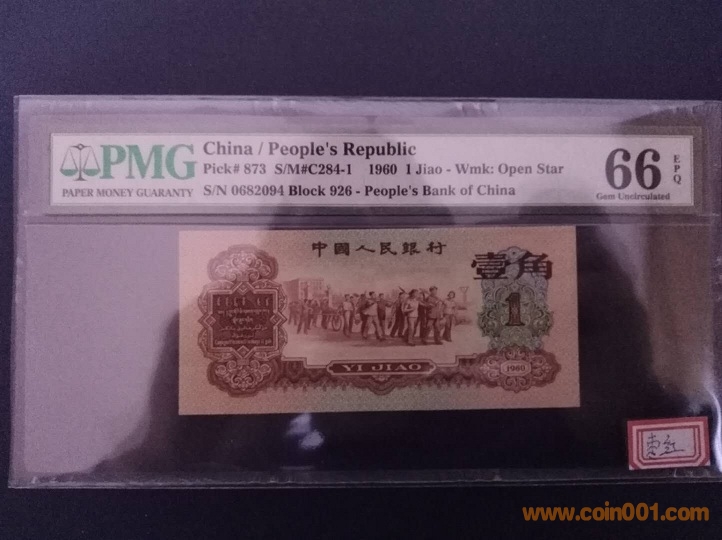 PMG
PAPER MONEY GUARANTY
China / People's Republic
Pick# 873 S/M#C284-1 1960 1 Jiao - Wmk: Open Star
S/N 0682094 Block 926 - People's Bank of China
66 EPQ
Gem Uncirculated
中國人民銀行
壹角
1
YI JIAO
1960
www.coin001.com